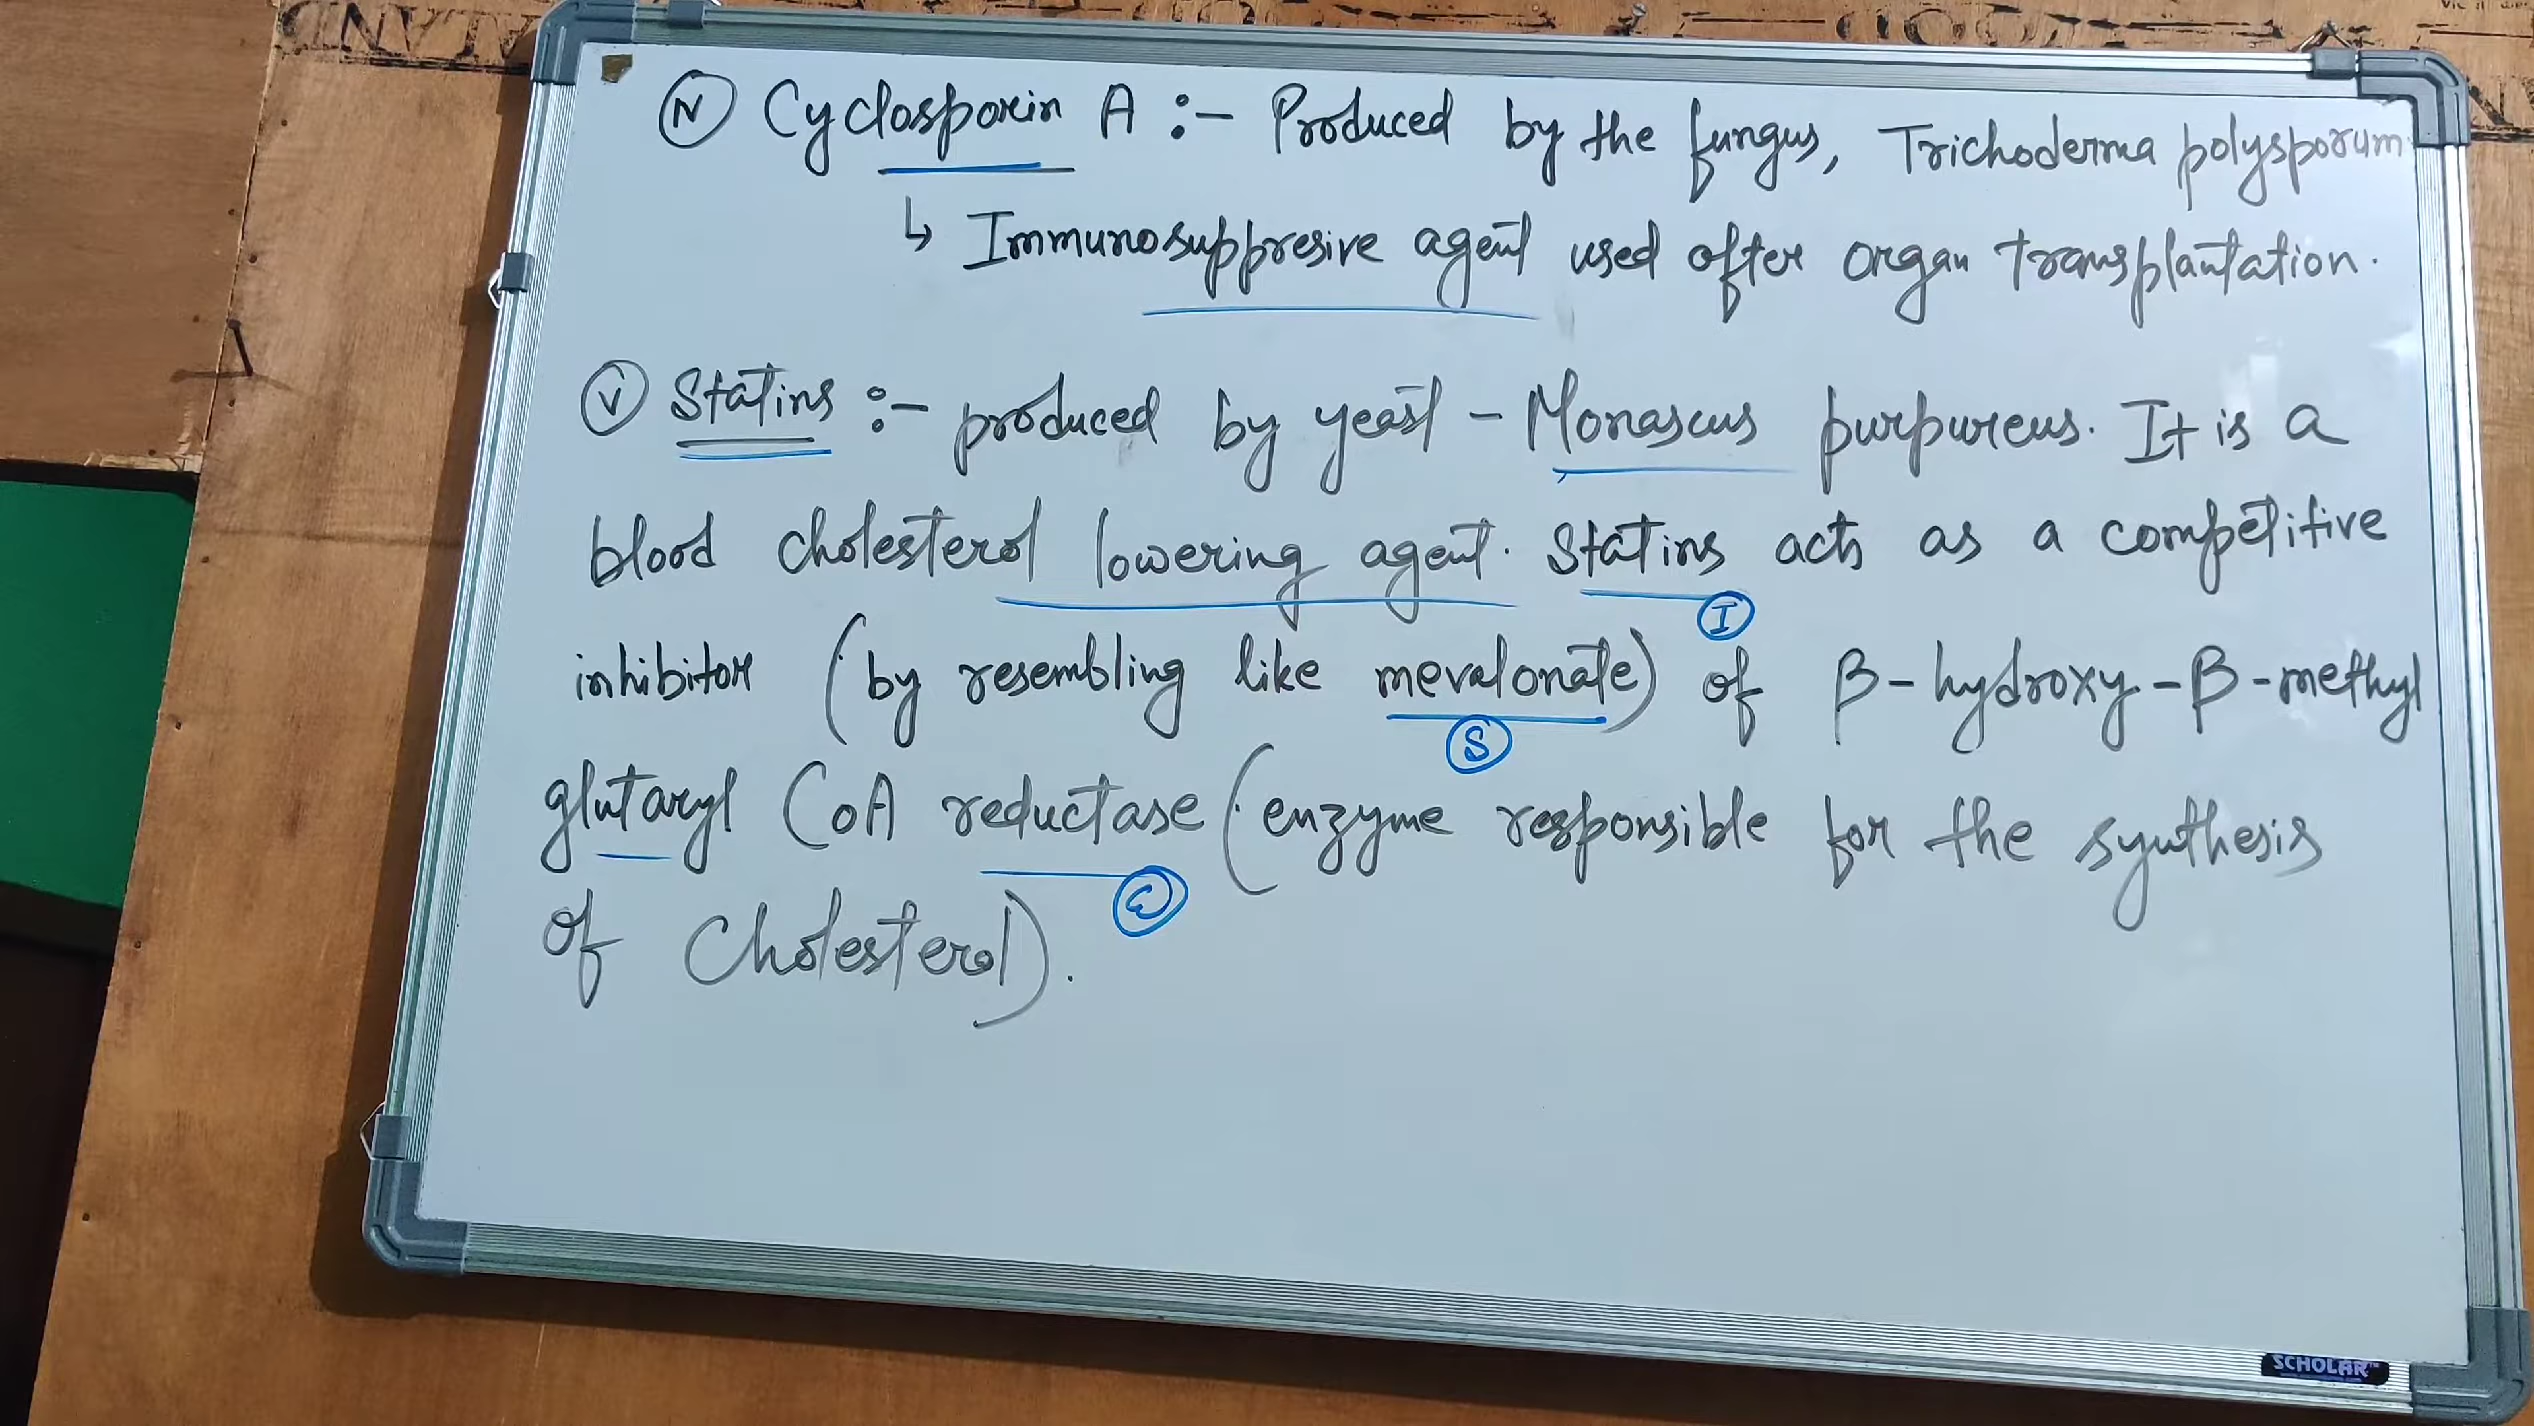 ALAND
(IV) Cyclosporin A :- Produced by the fungus, Trichoderma polysporum.
↳ Immunosuppresive agent used after organ transplantation.
(V) Statins :- produced by yeast - Monascus purpureus. It is a
blood cholesterol lowering agent. Statins acts as a competitive
(I)
inhibitor (by resembling like mevalonate) of β-hydroxy-β-methyl
(S)
glutaryl CoA reductase (enzyme responsible for the synthesis
(E)
of Cholesterol).
SCHOLAR